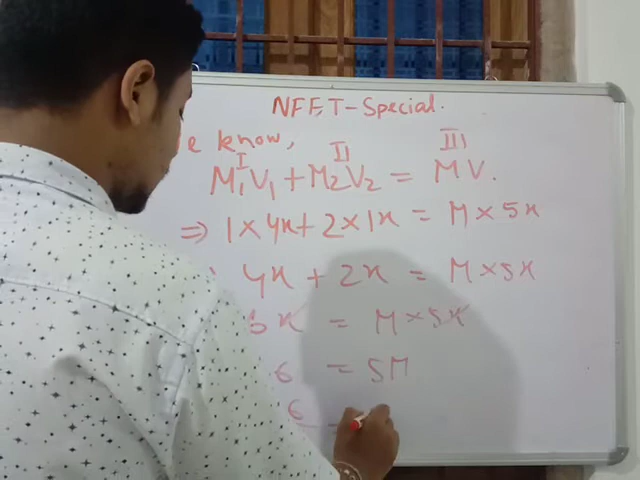 NEET-Special.
e know,
I II III
M₁V₁ + M₂V₂ = MV.
⇒ 1 × 4x + 2 × 1x = M × 5x
4x + 2x = M × 5x
6x = M × 5x
6 = 5M
6